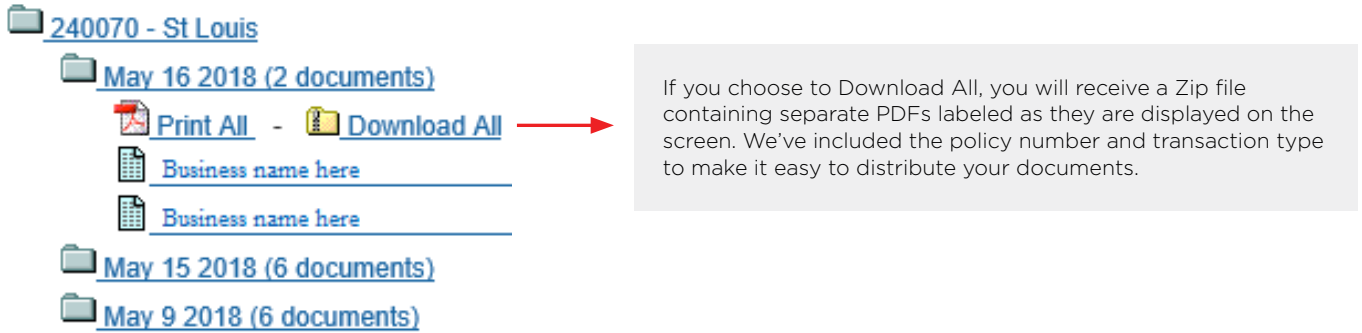 240070 - St Louis
May 16 2018 (2 documents)
Print All - Download All
Business name here
Business name here
May 15 2018 (6 documents)
May 9 2018 (6 documents)
If you choose to Download All, you will receive a Zip file
containing separate PDFs labeled as they are displayed on the
screen. We’ve included the policy number and transaction type
to make it easy to distribute your documents.